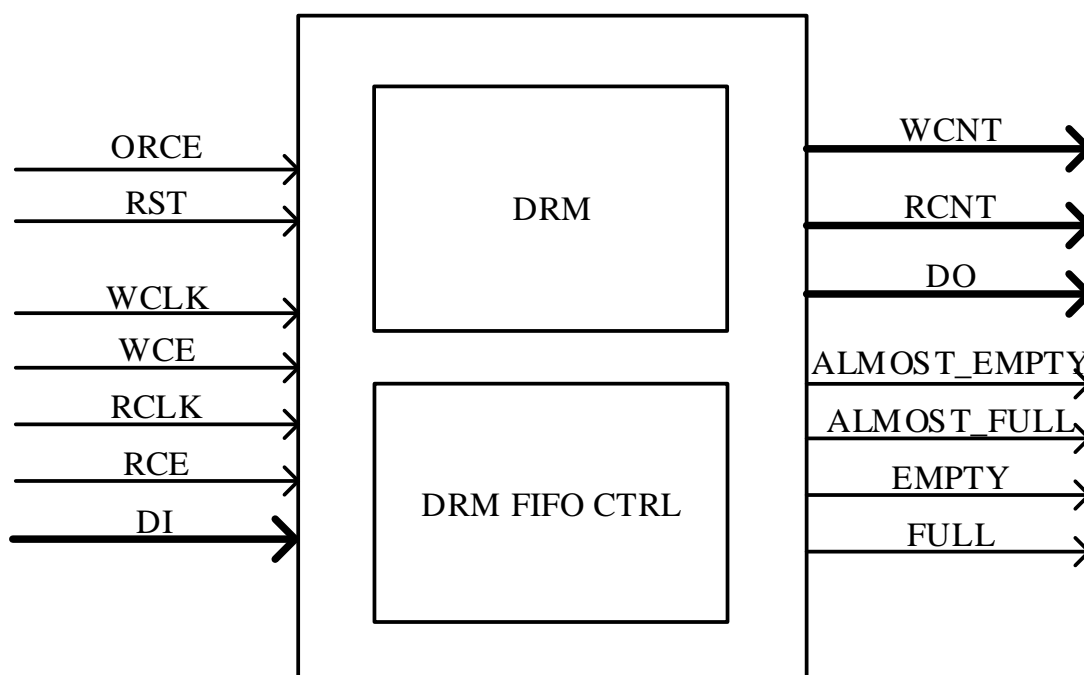 ORCE
RST
WCLK
WCE
RCLK
RCE
DI
DRM
DRM FIFO CTRL
WCNT
RCNT
DO
ALMOST_EMPTY
ALMOST_FULL
EMPTY
FULL